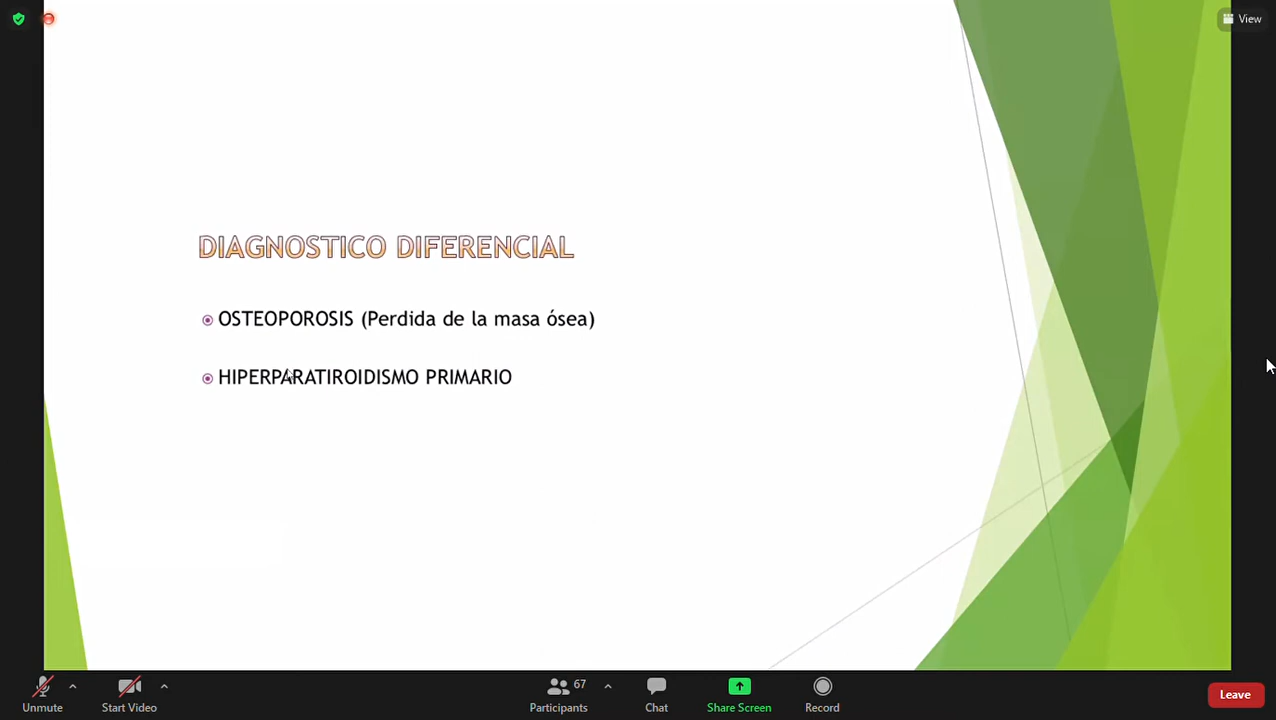 View
DIAGNOSTICO DIFERENCIAL
OSTEOPOROSIS (Perdida de la masa ósea)
HIPERPARATIROIDISMO PRIMARIO
Unmute
Start Video
67
Participants
Chat
Share Screen
Record
Leave